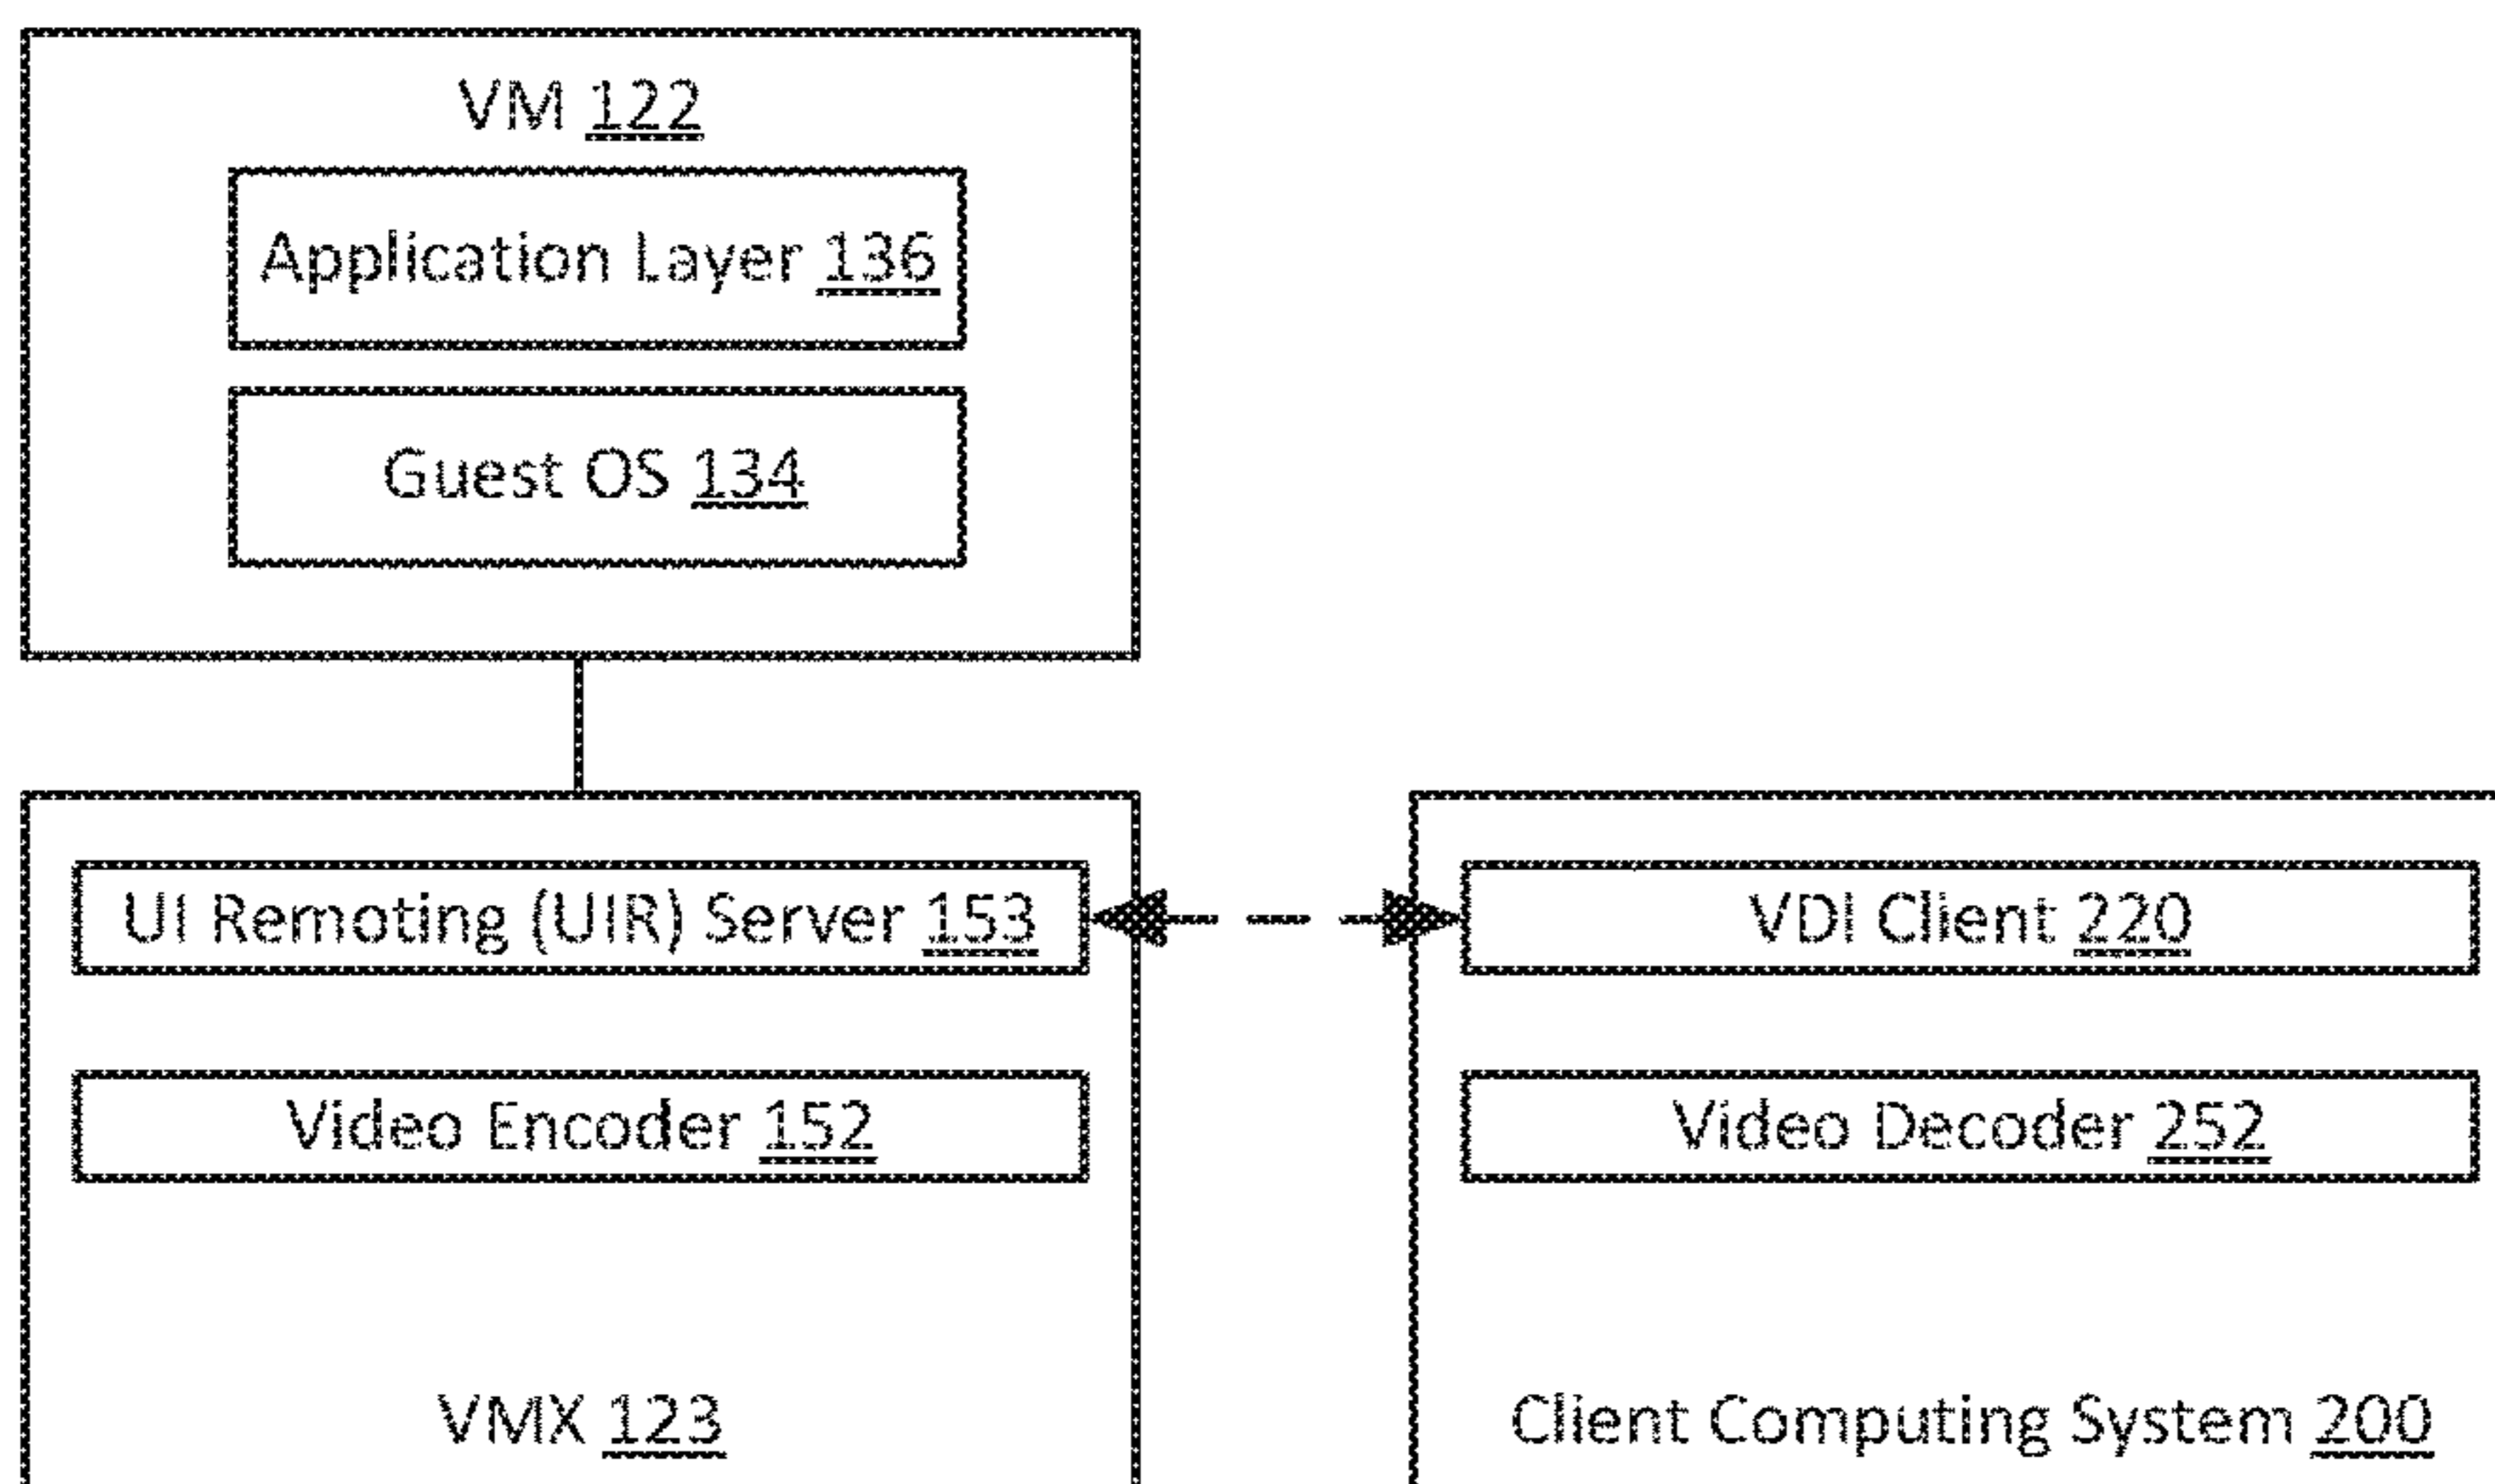 VM 122
Application Layer 136
Guest OS 134
UI Remoting (UIR) Server 153
Video Encoder 152
VMX 123
VDI Client 220
Video Decoder 252
Client Computing System 200